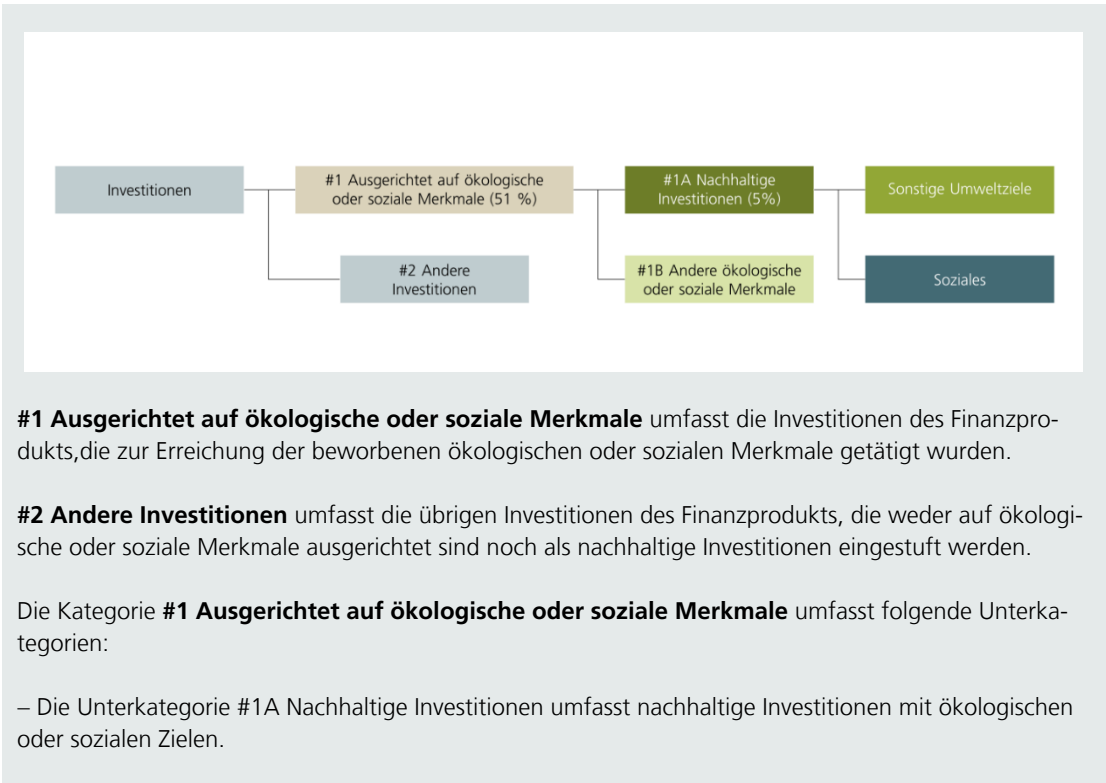 Investitionen
#1 Ausgerichtet auf ökologische
oder soziale Merkmale (51 %)
#1A Nachhaltige
Investitionen (5%)
Sonstige Umweltziele
#2 Andere
Investitionen
#1B Andere ökologische
oder soziale Merkmale
Soziales
#1 Ausgerichtet auf ökologische oder soziale Merkmale umfasst die Investitionen des Finanzpro-
dukts,die zur Erreichung der beworbenen ökologischen oder sozialen Merkmale getätigt wurden.
#2 Andere Investitionen umfasst die übrigen Investitionen des Finanzprodukts, die weder auf ökologi-
sche oder soziale Merkmale ausgerichtet sind noch als nachhaltige Investitionen eingestuft werden.
Die Kategorie #1 Ausgerichtet auf ökologische oder soziale Merkmale umfasst folgende Unterka-
tegorien:
– Die Unterkategorie #1A Nachhaltige Investitionen umfasst nachhaltige Investitionen mit ökologischen
oder sozialen Zielen.